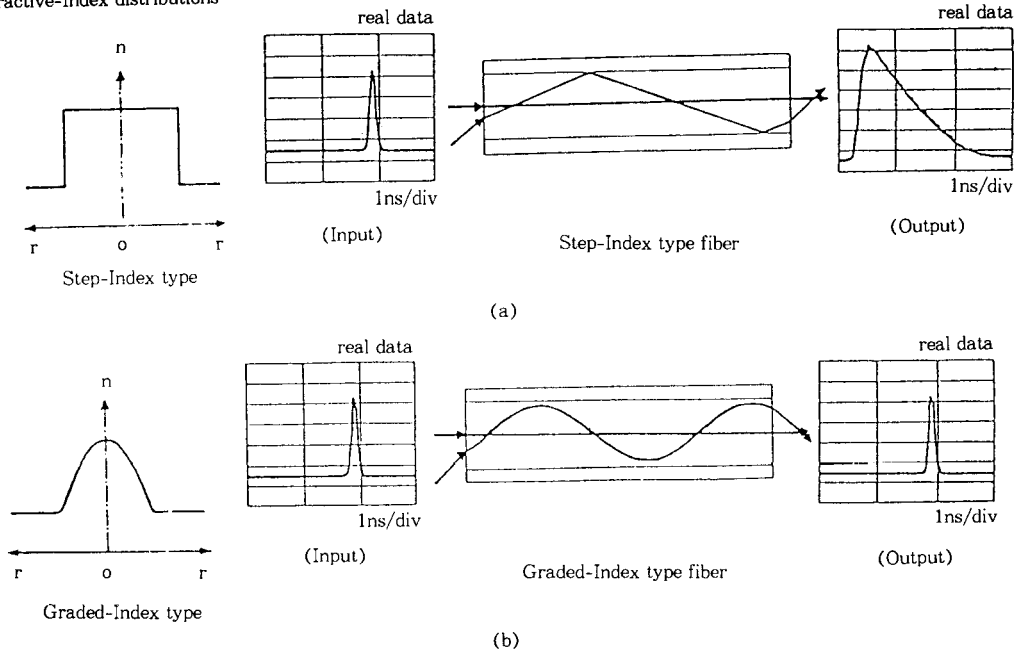 ractive-Index distributions
real data
real data
n
1ns/div
1ns/div
r o r
(Input)
Step-Index type fiber
(Output)
Step-Index type
(a)
real data
real data
n
1ns/div
1ns/div
r o r
(Input)
Graded-Index type fiber
(Output)
Graded-Index type
(b)